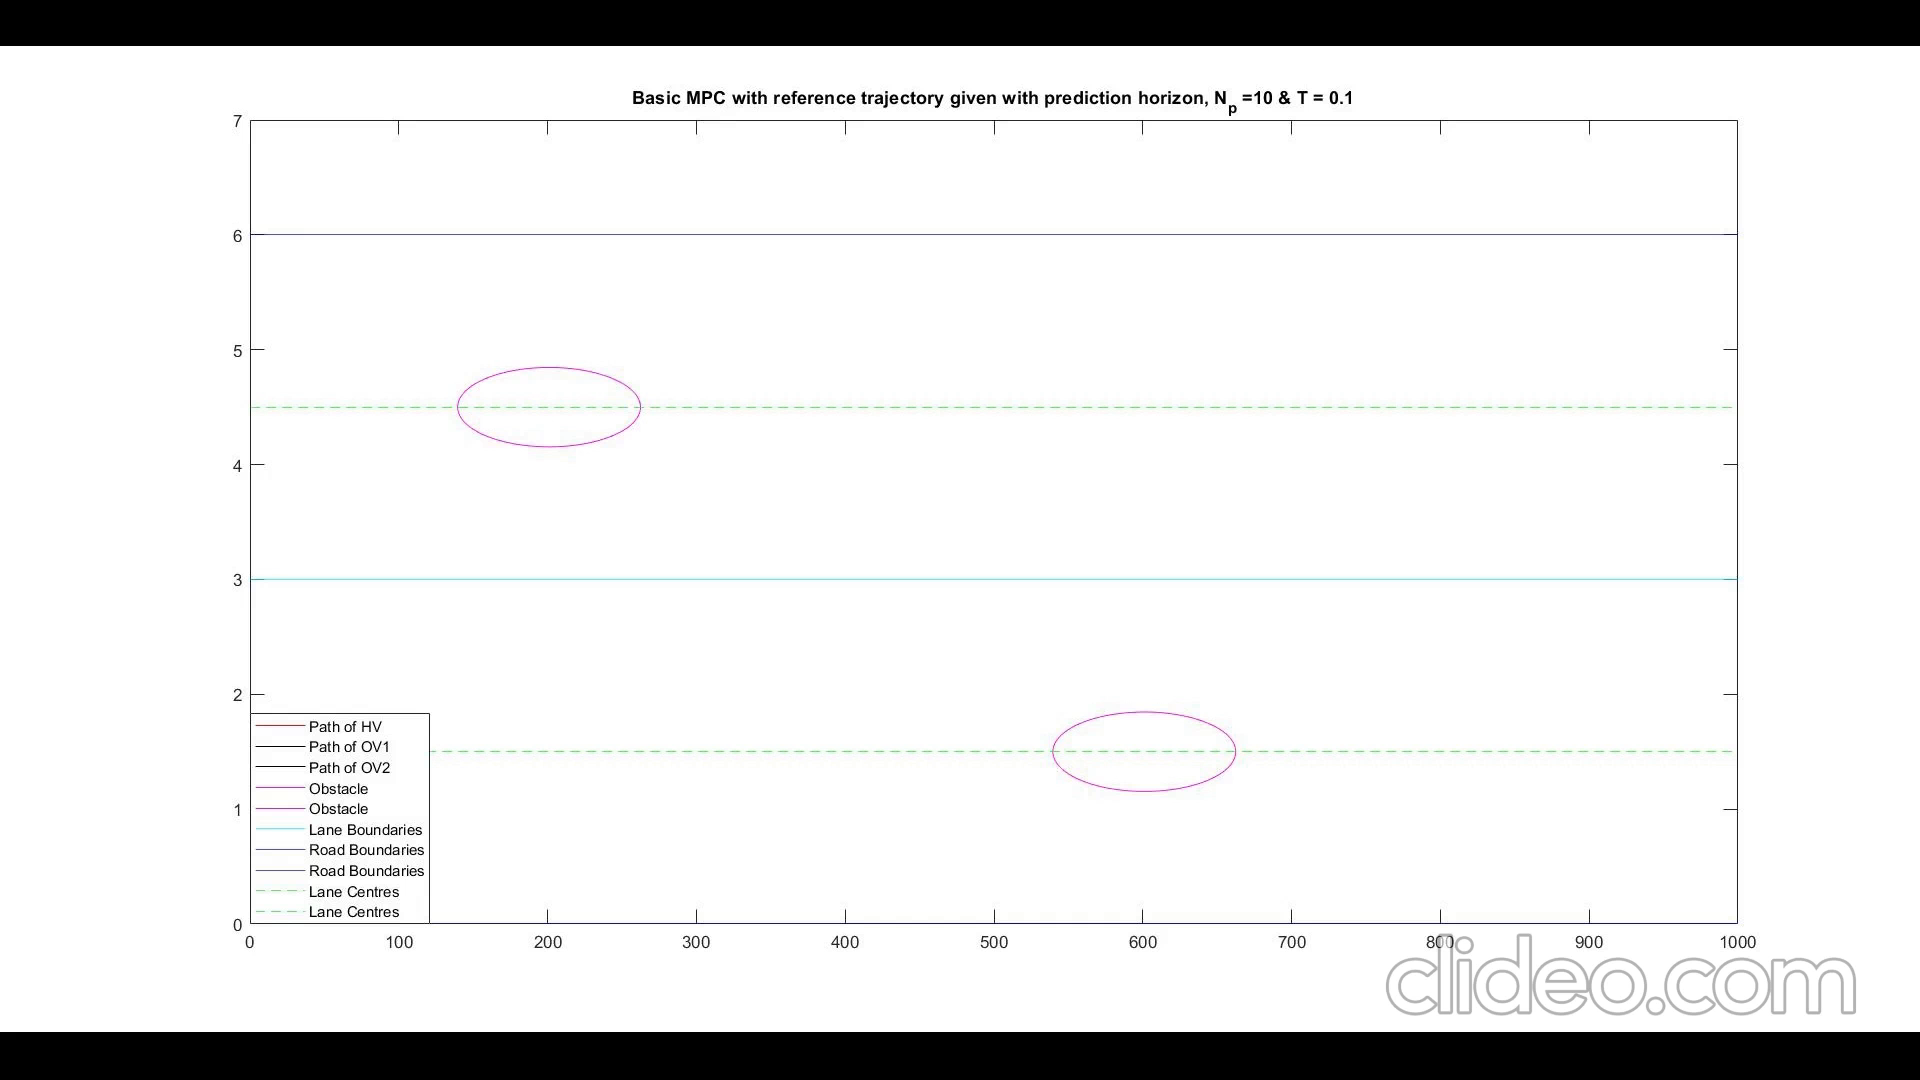 Basic MPC with reference trajectory given with prediction horizon, Np =10 & T = 0.1
7
6
5
4
3
2
1
0
Path of HV
Path of OV1
Path of OV2
Obstacle
Obstacle
Lane Boundaries
Road Boundaries
Road Boundaries
Lane Centres
Lane Centres
0 100 200 300 400 500 600 700 800 900 1000
clideo.com